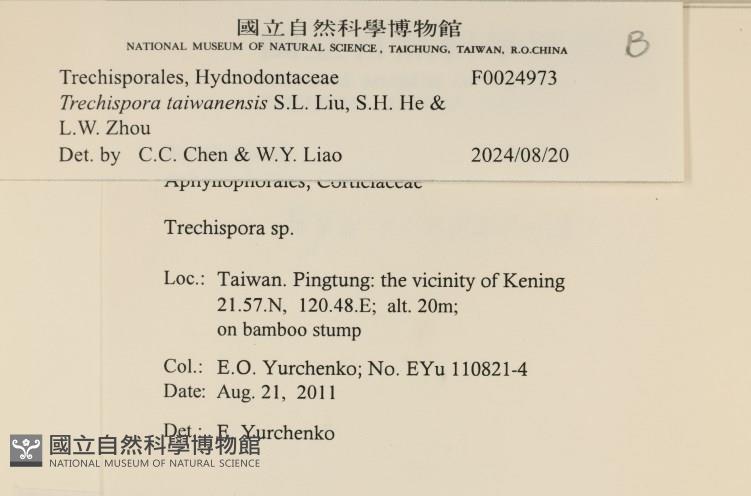 國立自然科學博物館
NATIONAL MUSEUM OF NATURAL SCIENCE, TAICHUNG, TAIWAN, R.O.CHINA
B
Trechisporales, Hydnodontaceae F0024973
Trechispora taiwanensis S.L. Liu, S.H. He &
L.W. Zhou
Det. by C.C. Chen & W.Y. Liao 2024/08/20
Aphyllophorales, Corticiaceae
Trechispora sp.
Loc.: Taiwan. Pingtung: the vicinity of Kening
21.57.N, 120.48.E; alt. 20m;
on bamboo stump
Col.: E.O. Yurchenko; No. EYu 110821-4
Date: Aug. 21, 2011
Det.: E. Yurchenko
國立自然科學博物館
NATIONAL MUSEUM OF NATURAL SCIENCE